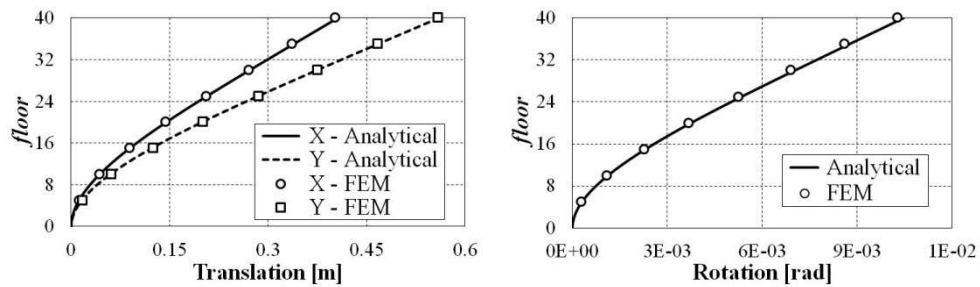 40
32
24
16
8
0
floor
X - Analytical
Y - Analytical
X - FEM
Y - FEM
0 0.15 0.3 0.45 0.6
Translation [m]
40
32
24
16
8
0
floor
Analytical
FEM
0E+00 3E-03 6E-03 9E-03 1E-02
Rotation [rad]